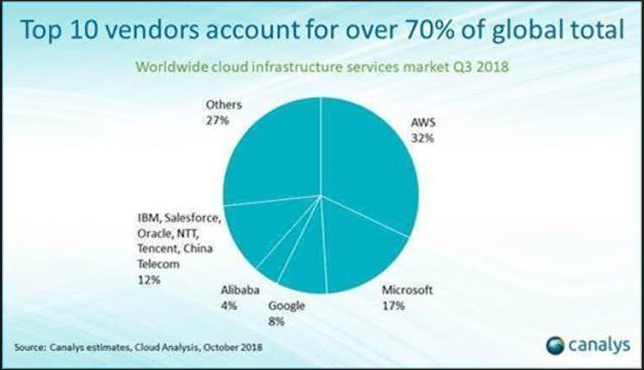 Top 10 vendors account for over 70% of global total
Worldwide cloud infrastructure services market Q3 2018
Others
27%
AWS
32%
IBM, Salesforce,
Oracle, NTT,
Tencent, China
Telecom
12%
Alibaba
4%
Google
8%
Microsoft
17%
Source: Canalys estimates, Cloud Analysis, October 2018
canalys